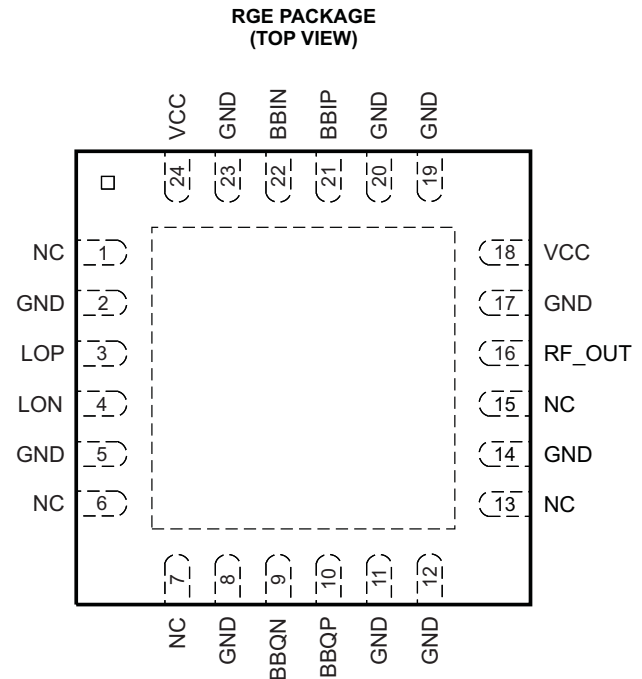 RGE PACKAGE
(TOP VIEW)
VCC GND BBIN BBIP GND GND
24 23 22 21 20 19
NC 1 18 VCC
GND 2 17 GND
LOP 3 16 RF_OUT
LON 4 15 NC
GND 5 14 GND
NC 6 13 NC
7 8 9 10 11 12
NC GND BBQN BBQP GND GND